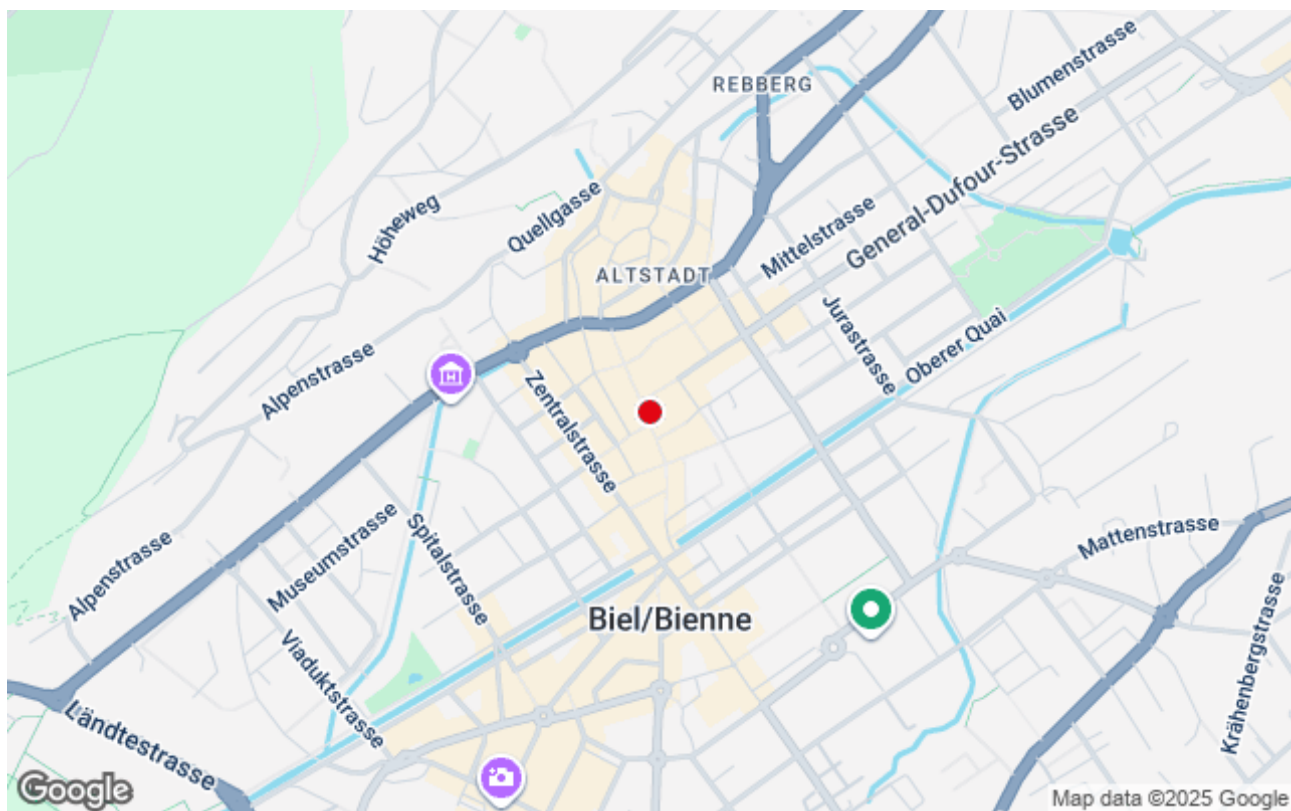 REBBERG
Blumenstrasse
General-Dufour-Strasse
Höheweg
Quellgasse
Mittelstrasse
ALTSTADT
Jurastrasse
Oberer Quai
Alpenstrasse
Zentralstrasse
Museumstrasse
Spitalstrasse
Alpenstrasse
Mattenstrasse
Biel/Bienne
Viaduktstrasse
Krähenbergstrasse
Ländtestrasse
Google
Map data ©2025 Google